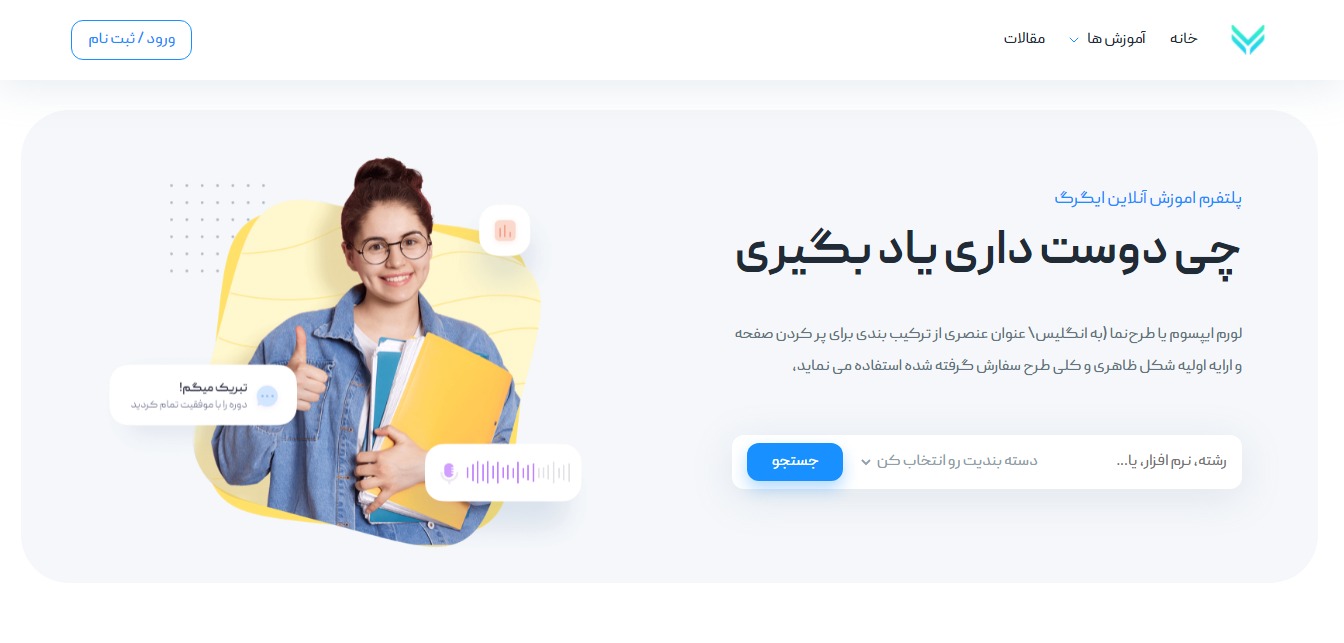 خانه
آموزش ها
مقالات
ورود / ثبت نام
پلتفرم اموزش آنلاین ایگرگ
چی دوست داری یاد بگیری
لورم ایپسوم یا طرح‌نما (به انگلیس\ عنوان عنصری از ترکیب بندی برای پر کردن صفحه
و ارایه اولیه شکل ظاهری و کلی طرح سفارش گرفته شده استفاده می نماید،
رشته، نرم افزار، یا...
دسته بندیت رو انتخاب کن
جستجو
تبریک میگم!
دوره را با موفقیت تمام کردید